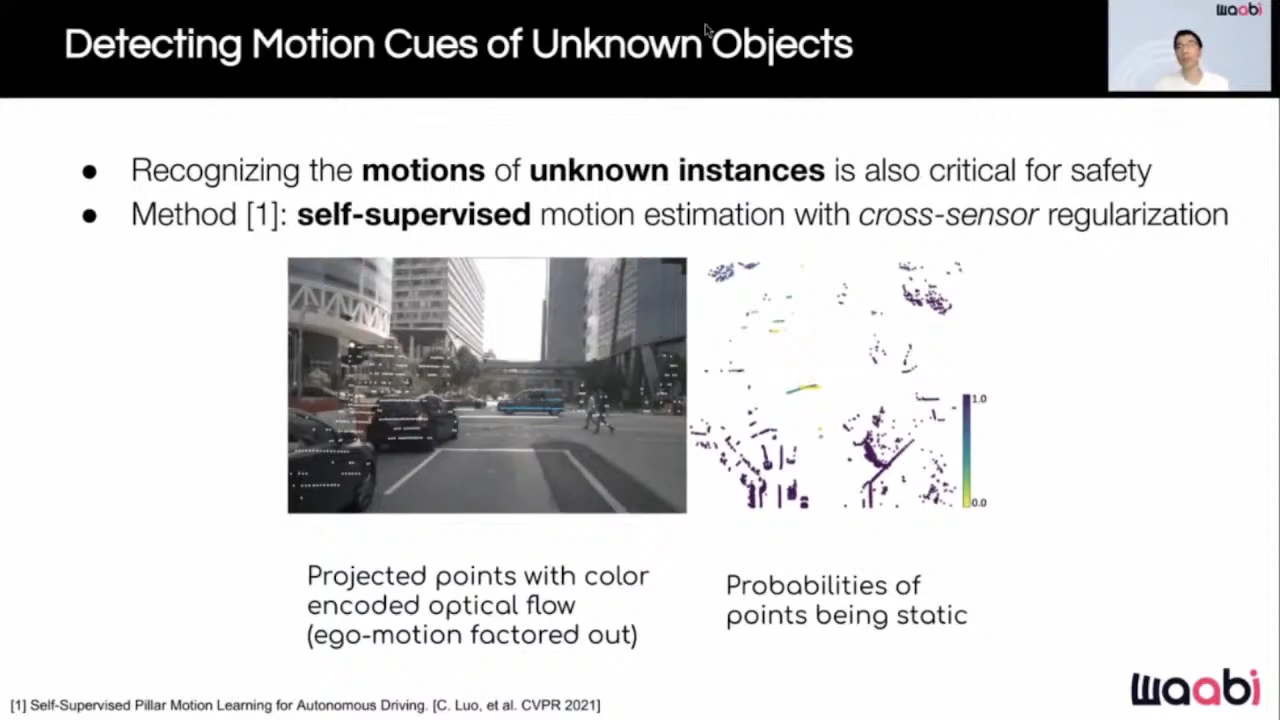 Detecting Motion Cues of Unknown Objects
waabi
● Recognizing the motions of unknown instances is also critical for safety
● Method [1]: self-supervised motion estimation with cross-sensor regularization
1.0
0.0
Projected points with color
encoded optical flow
(ego-motion factored out)
Probabilities of
points being static
waabi
[1] Self-Supervised Pillar Motion Learning for Autonomous Driving. [C. Luo, et al. CVPR 2021]